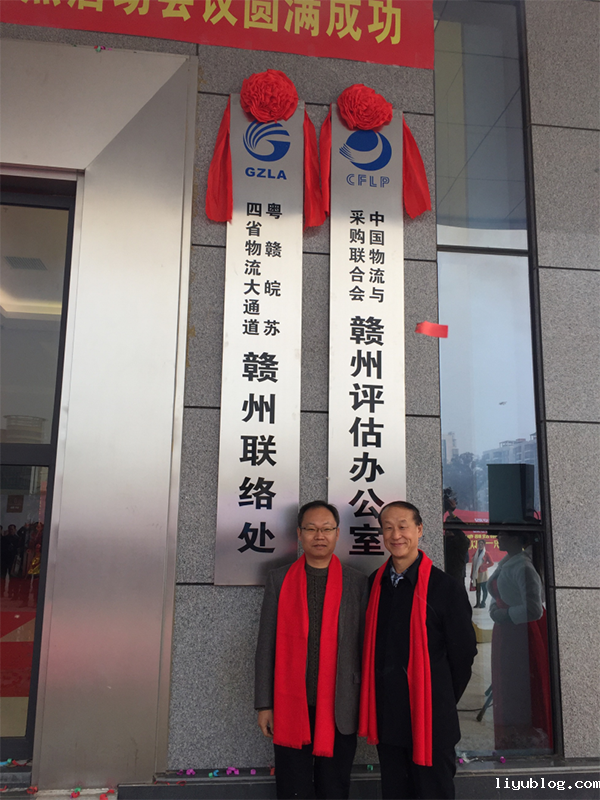 启动会议圆满成功
GZLA
粤赣皖苏
四省物流大通道
赣州联络处
CFLP
中国物流与
采购联合会
赣州评估办公室
liyublog.com